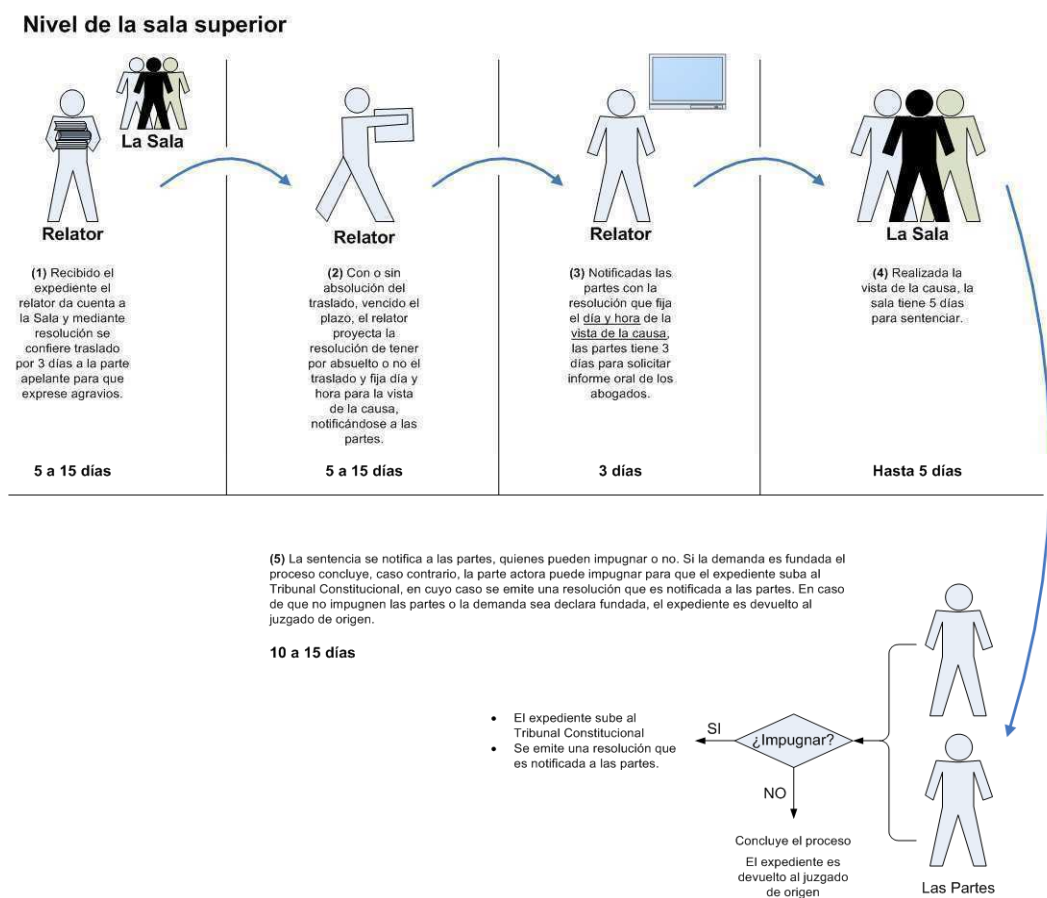 Nivel de la sala superior
La Sala
Relator
(1) Recibido el
expediente el
relator da cuenta a
la Sala y mediante
resolución se
confiere traslado
por 3 días a la parte
apelante para que
exprese agravios.
5 a 15 días
Relator
(2) Con o sin
absolución del
traslado, vencido el
plazo, el relator
proyecta la
resolución de tener
por absuelto o no el
traslado y fija día y
hora para la vista
de la causa,
notificándose a las
partes.
5 a 15 días
Relator
(3) Notificadas las
partes con la
resolución que fija
el día y hora de la
vista de la causa,
las partes tiene 3
días para solicitar
informe oral de los
abogados.
3 días
La Sala
(4) Realizada la
vista de la causa, la
sala tiene 5 días
para sentenciar.
Hasta 5 días
(5) La sentencia se notifica a las partes, quienes pueden impugnar o no. Si la demanda es fundada el
proceso concluye, caso contrario, la parte actora puede impugnar para que el expediente suba al
Tribunal Constitucional, en cuyo caso se emite una resolución que es notificada a las partes. En caso
de que no impugnen las partes o la demanda sea declara fundada, el expediente es devuelto al
juzgado de origen.
10 a 15 días
• El expediente sube al
Tribunal Constitucional
• Se emite una resolución que
es notificada a las partes.
SI
¿Impugnar?
NO
Concluye el proceso
El expediente es
devuelto al juzgado
de origen
Las Partes